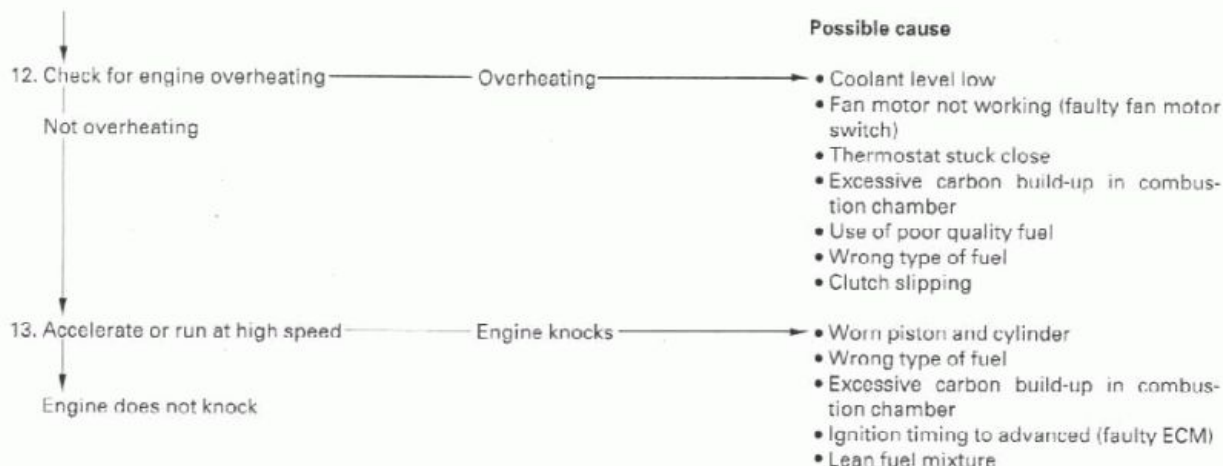 Possible cause
12. Check for engine overheating Overheating • Coolant level low
• Fan motor not working (faulty fan motor
Not overheating
switch)
• Thermostat stuck close
• Excessive carbon build-up in combus-
tion chamber
• Use of poor quality fuel
• Wrong type of fuel
• Clutch slipping
13. Accelerate or run at high speed Engine knocks • Worn piston and cylinder
• Wrong type of fuel
• Excessive carbon build-up in combus-
Engine does not knock
tion chamber
• Ignition timing to advanced (faulty ECM)
• Lean fuel mixture